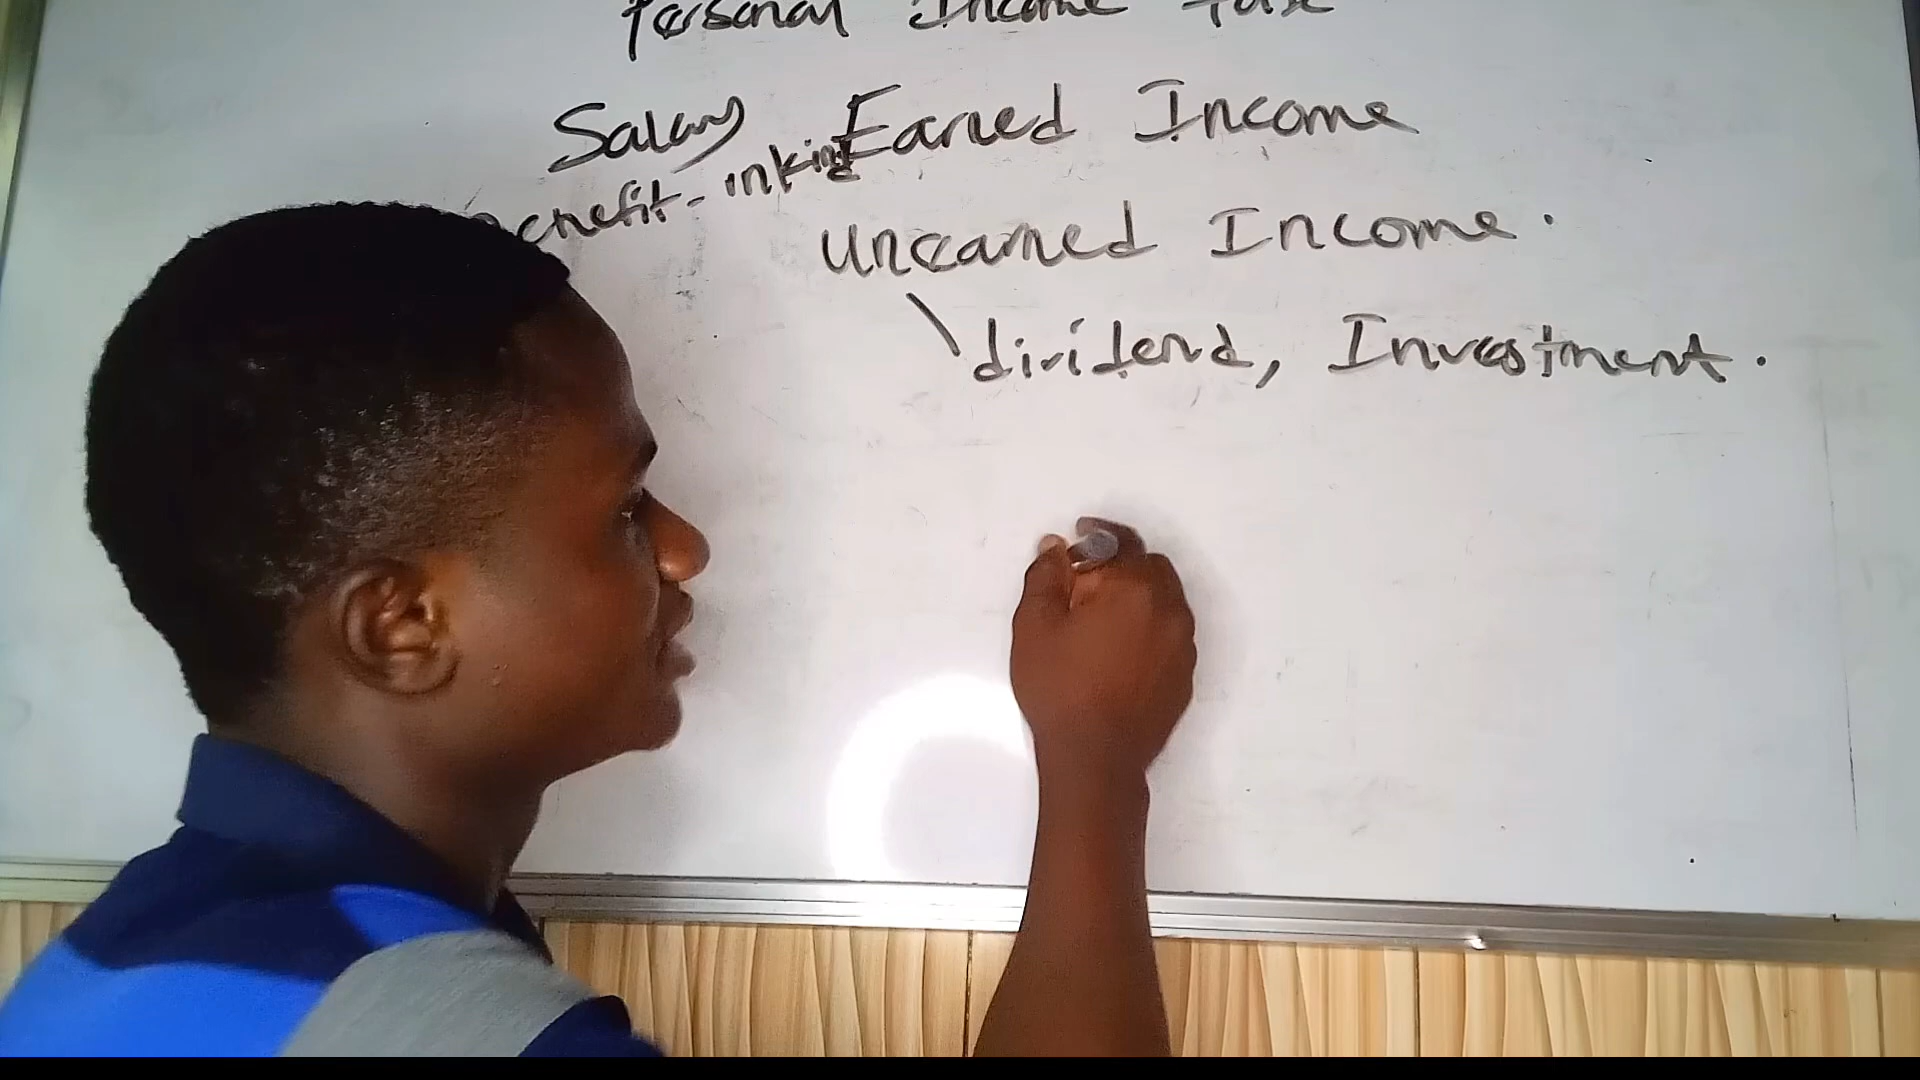 Personal Income Tax
Salary Earned Income
Benefit - inkind
Unearned Income.
dividend, Investment.